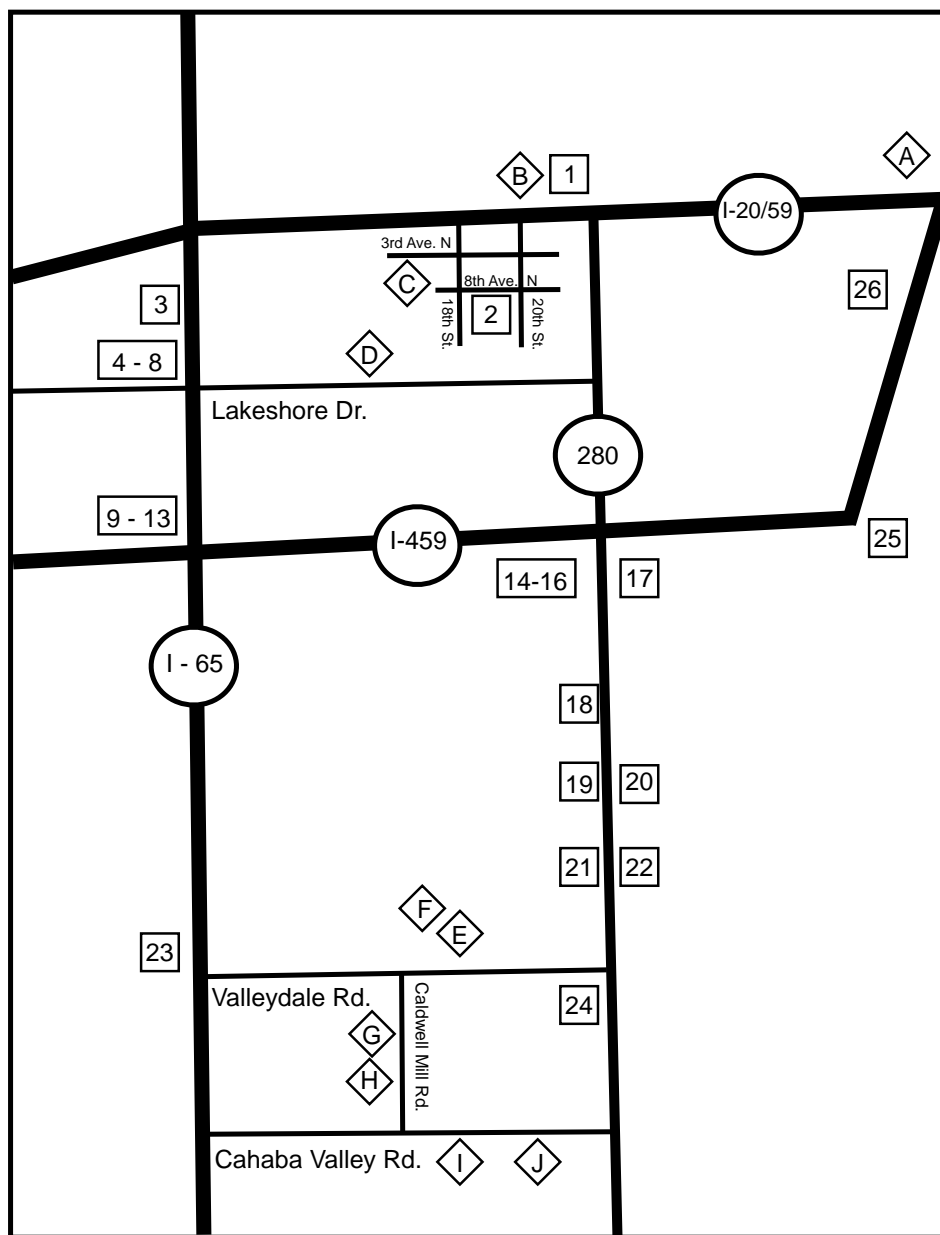 A
B
1
I-20/59
3rd Ave. N
C
8th Ave. N
26
3
2
18th St.
20th St.
4 - 8
D
Lakeshore Dr.
280
9 - 13
I-459
25
14-16
17
I - 65
18
19
20
21
22
F
E
23
Valleydale Rd.
24
Caldwell Mill Rd.
G
H
Cahaba Valley Rd.
I
J